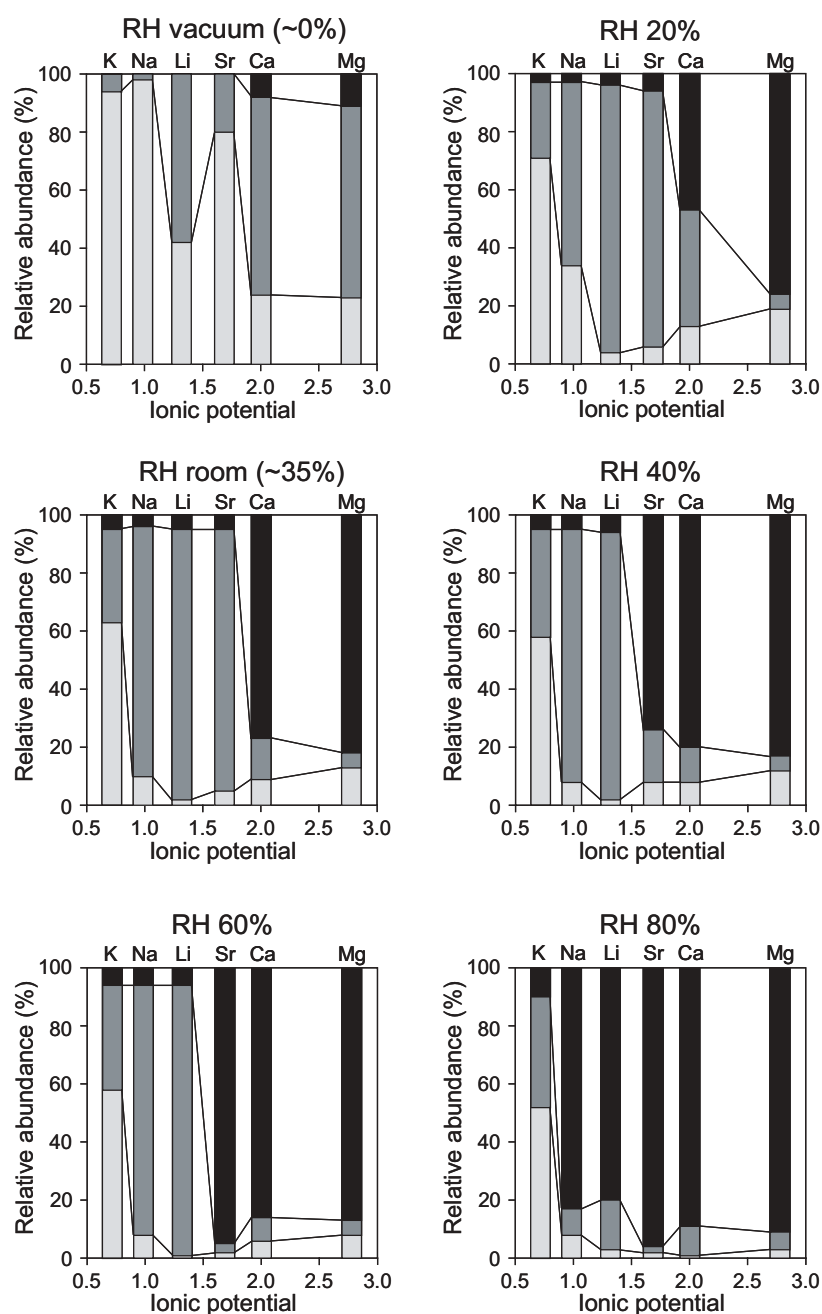 RH vacuum (~0%)
K Na Li Sr Ca Mg
Relative abundance (%)
100
80
60
40
20
0
0.5 1.0 1.5 2.0 2.5 3.0
Ionic potential
RH 20%
K Na Li Sr Ca Mg
Relative abundance (%)
100
80
60
40
20
0
0.5 1.0 1.5 2.0 2.5 3.0
Ionic potential
RH room (~35%)
K Na Li Sr Ca Mg
Relative abundance (%)
100
80
60
40
20
0
0.5 1.0 1.5 2.0 2.5 3.0
Ionic potential
RH 40%
K Na Li Sr Ca Mg
Relative abundance (%)
100
80
60
40
20
0
0.5 1.0 1.5 2.0 2.5 3.0
Ionic potential
RH 60%
K Na Li Sr Ca Mg
Relative abundance (%)
100
80
60
40
20
0
0.5 1.0 1.5 2.0 2.5 3.0
Ionic potential
RH 80%
K Na Li Sr Ca Mg
Relative abundance (%)
100
80
60
40
20
0
0.5 1.0 1.5 2.0 2.5 3.0
Ionic potential